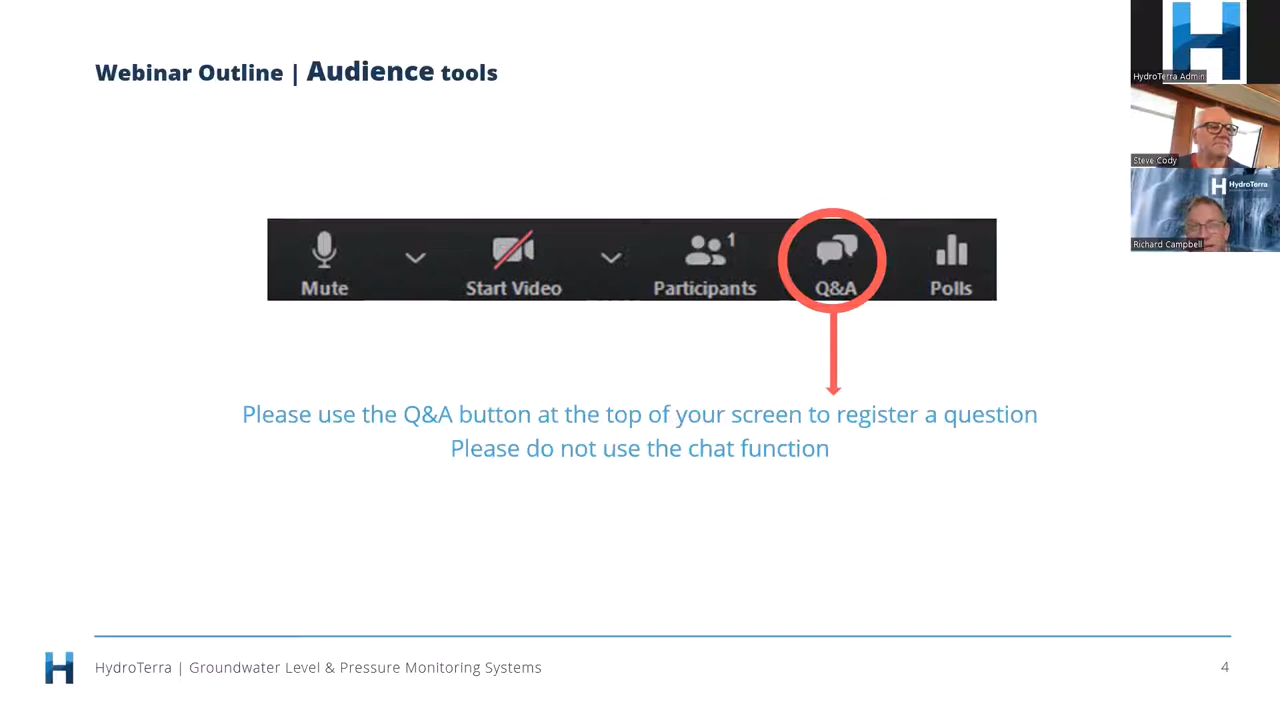 Webinar Outline | Audience tools
HydroTerra Admin
Steve Cody
HydroTerra
Richard Campbell
Mute
Start Video
Participants
1
Q&A
Polls
Please use the Q&A button at the top of your screen to register a question
Please do not use the chat function
HydroTerra | Groundwater Level & Pressure Monitoring Systems
4